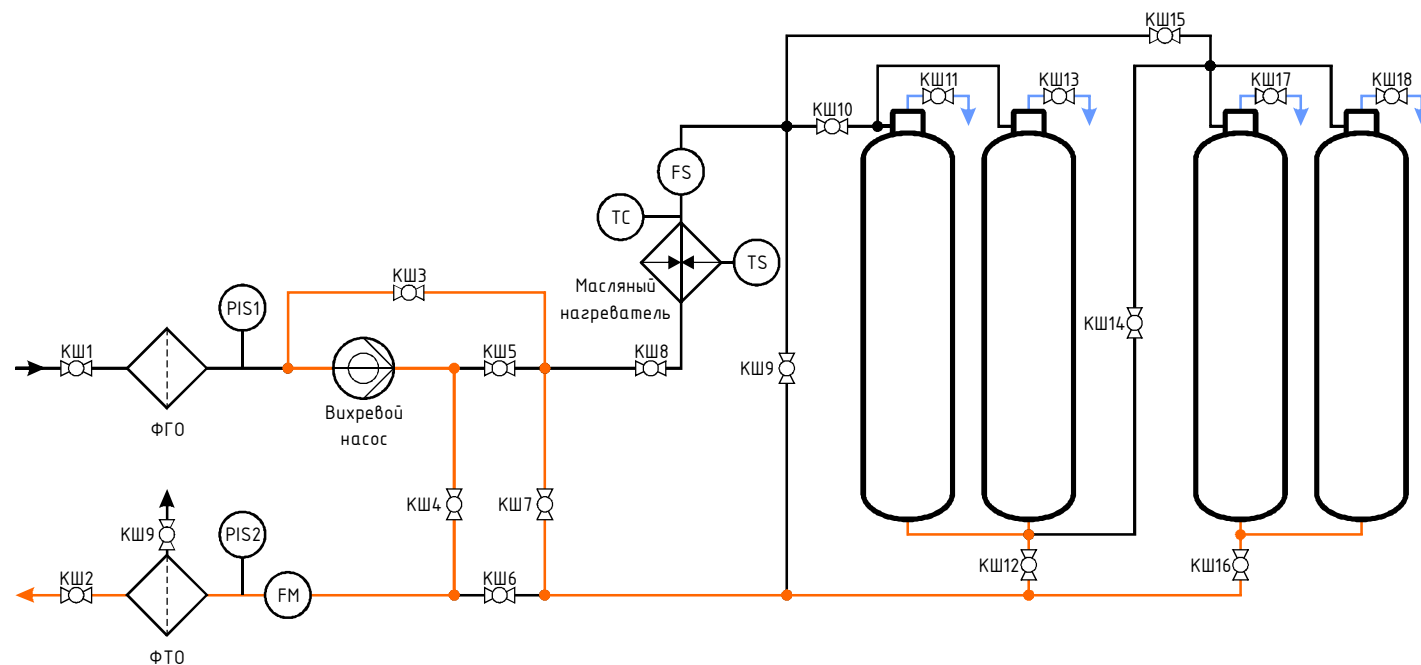 КШ15
КШ11
КШ13
КШ17
КШ18
КШ10
FS
TC
TS
Масляный
нагреватель
КШ3
PIS1
КШ14
КШ1
КШ5
КШ8
КШ9
Вихревой
насос
ФГО
КШ4
КШ7
КШ9
PIS2
КШ12
КШ16
КШ2
FM
КШ6
ФТО